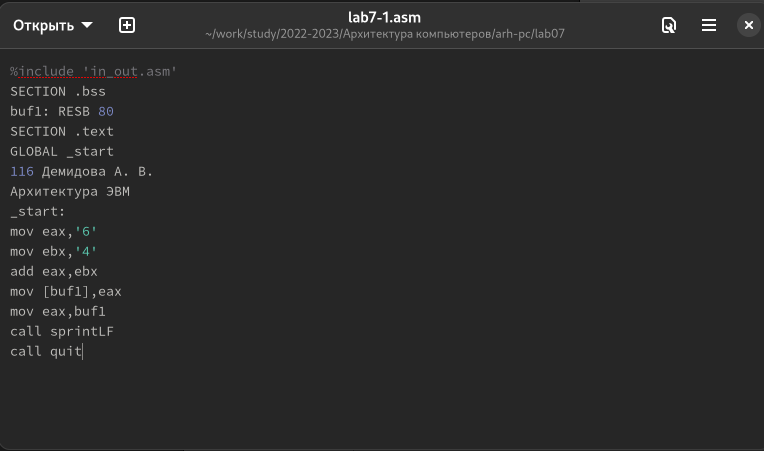 Открыть
lab7-1.asm
~/work/study/2022-2023/Архитектура компьютеров/arh-pc/lab07
%include 'in_out.asm'
SECTION .bss
buf1: RESB 80
SECTION .text
GLOBAL _start
116 Демидова А. В.
Архитектура ЭВМ
_start:
mov eax,'6'
mov ebx,'4'
add eax,ebx
mov [buf1],eax
mov eax,buf1
call sprintLF
call quit